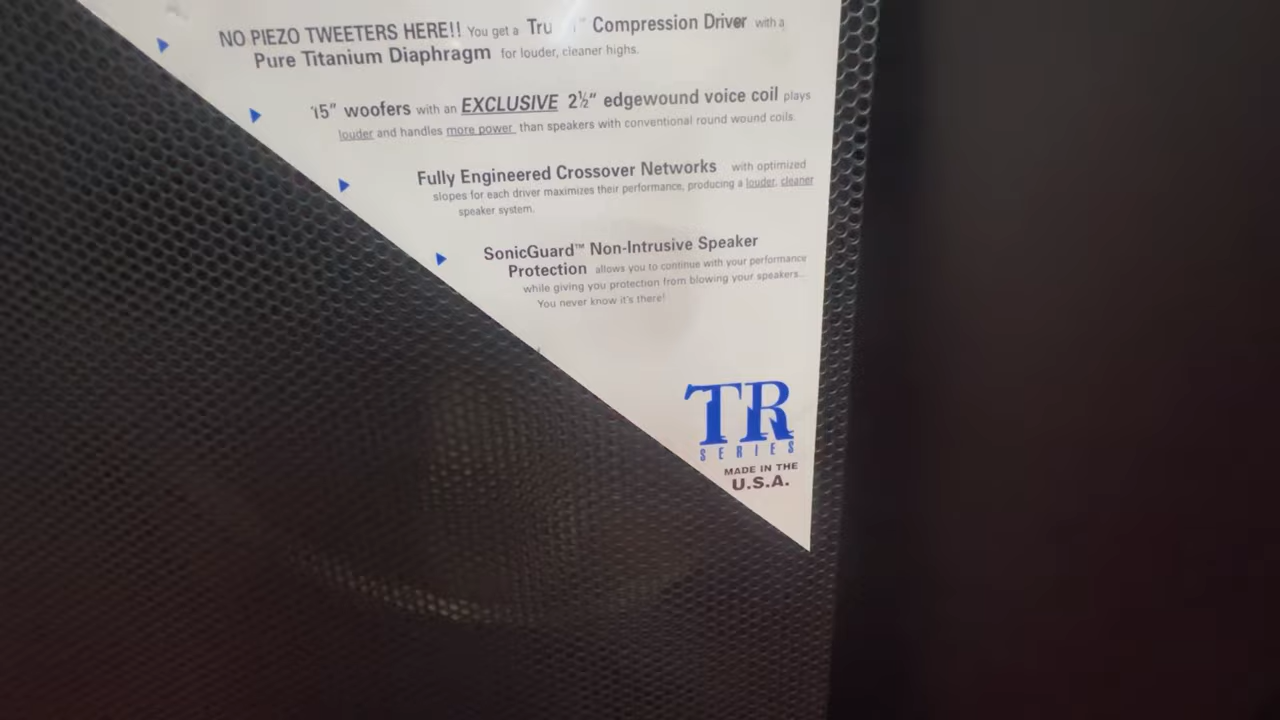 NO PIEZO TWEETERS HERE!! You get a Compression Driver with a
Pure Titanium Diaphragm for louder, cleaner highs.
15" woofers with an EXCLUSIVE 2½" edgewound voice coil plays
louder and handles more power than speakers with conventional round wound coils.
Fully Engineered Crossover Networks with optimized
slopes for each driver maximizes their performance, producing a louder, cleaner
speaker system.
SonicGuard™ Non-Intrusive Speaker
Protection allows you to continue with your performance
while giving you protection from blowing your speakers...
You never know it's there!
TR
SERIES
MADE IN THE
U.S.A.